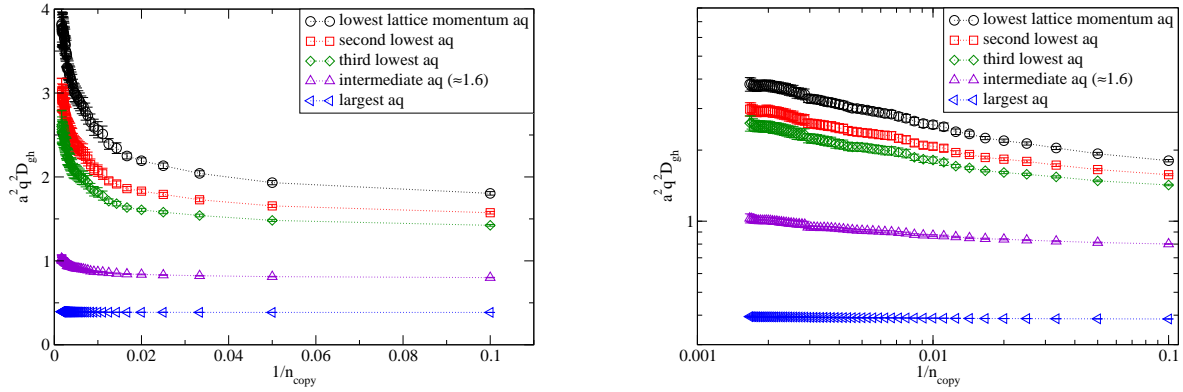 lowest lattice momentum aq
second lowest aq
third lowest aq
intermediate aq (≈1.6)
largest aq
4
3
2
1
0
a²q²D_gh
0 0.02 0.04 0.06 0.08 0.1
1/n_copy
lowest lattice momentum aq
second lowest aq
third lowest aq
intermediate aq (≈1.6)
largest aq
1
a²q²D_gh
0.001 0.01 0.1
1/n_copy